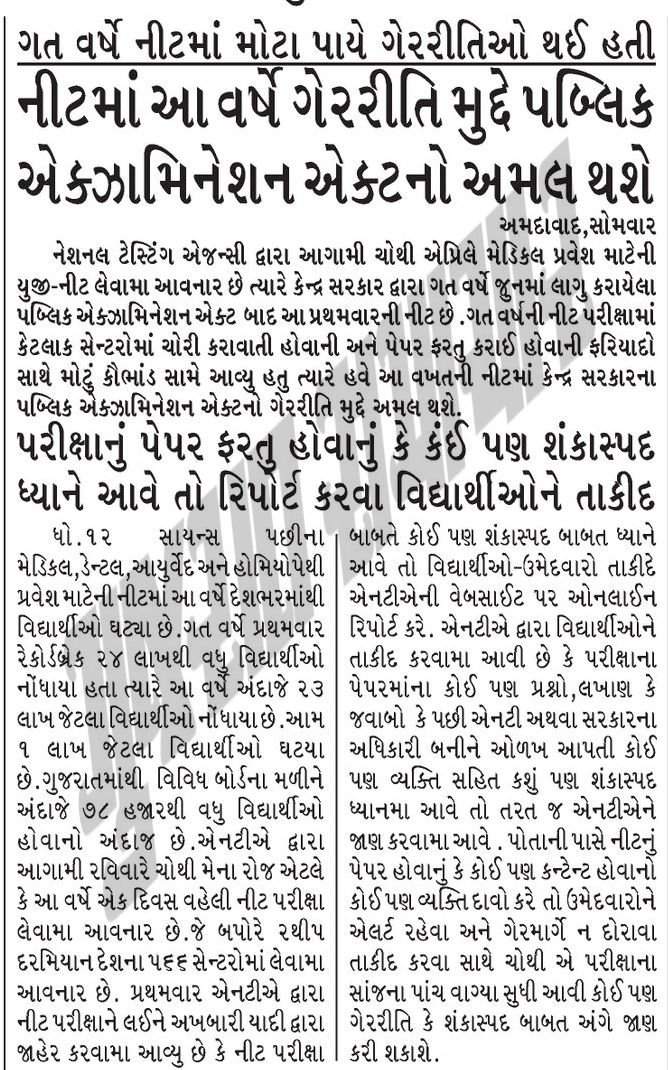 ગત વર્ષે નીટમાં મોટા પાયે ગેરરીતિઓ થઈ હતી
નીટમાં આ વર્ષે ગેરરીતિ મુદ્દે પબ્લિક
એક્ઝામિનેશન એક્ટનો અમલ થશે
અમદાવાદ,સોમવાર
નેશનલ ટેસ્ટિંગ એજન્સી દ્વારા આગામી ચોથી એપ્રિલે મેડિકલ પ્રવેશ માટેની
યુજી-નીટ લેવામા આવનાર છે ત્યારે કેન્દ્ર સરકાર દ્વારા ગત વર્ષે જુનમાં લાગુ કરાયેલા
પબ્લિક એક્ઝામિનેશન એક્ટ બાદ આ પ્રથમવારની નીટ છે .ગત વર્ષની નીટ પરીક્ષામાં
કેટલાક સેન્ટરોમાં ચોરી કરાવાતી હોવાની અને પેપર ફરતુ કરાઈ હોવાની ફરિયાદો
સાથે મોટું કૌભાંડ સામે આવ્યુ હતુ ત્યારે હવે આ વખતની નીટમાં કેન્દ્ર સરકારના
પબ્લિક એક્ઝામિનેશન એક્ટનો ગેરરીતિ મુદ્દે અમલ થશે.
પરીક્ષાનું પેપર ફરતુ હોવાનું કે કંઈ પણ શંકાસ્પદ
ધ્યાને આવે તો રિપોર્ટ કરવા વિદ્યાર્થીઓને તાકીદ
ધો.૧૨ સાયન્સ પછીના
મેડિકલ,ડેન્ટલ,આયુર્વેદ અને હોમિયોપેથી
પ્રવેશ માટેની નીટમાં આ વર્ષે દેશભરમાંથી
વિદ્યાર્થીઓ ઘટ્યા છે.ગત વર્ષે પ્રથમવાર
રેકોર્ડબ્રેક ૨૪ લાખથી વધુ વિદ્યાર્થીઓ
નોંધાયા હતા ત્યારે આ વર્ષે અંદાજે ૨૩
લાખ જેટલા વિદ્યાર્થીઓ નોંધાયા છે.આમ
૧ લાખ જેટલા વિદ્યાર્થીઓ ઘટયા
છે.ગુજરાતમાંથી વિવિધ બોર્ડના મળીને
અંદાજે ૭૮ હજારથી વધુ વિદ્યાર્થીઓ
હોવાનો અંદાજ છે.એનટીએ દ્વારા
આગામી રવિવારે ચોથી મેના રોજ એટલે
કે આ વર્ષે એક દિવસ વહેલી નીટ પરીક્ષા
લેવામા આવનાર છે.જે બપોરે ૨થી૫
દરમિયાન દેશના ૫૬૬ સેન્ટરોમાં લેવામા
આવનાર છે. પ્રથમવાર એનટીએ દ્વારા
નીટ પરીક્ષાને લઈને અખબારી યાદી દ્વારા
જાહેર કરવામા આવ્યુ છે કે નીટ પરીક્ષા
બાબતે કોઈ પણ શંકાસ્પદ બાબત ધ્યાને
આવે તો વિદ્યાર્થીઓ-ઉમેદવારો તાકીદે
એનટીએની વેબસાઈટ પર ઓનલાઈન
રિપોર્ટ કરે. એનટીએ દ્વારા વિદ્યાર્થીઓને
તાકીદ કરવામા આવી છે કે પરીક્ષાના
પેપરમાંના કોઈ પણ પ્રશ્નો,લખાણ કે
જવાબો કે પછી એનટી અથવા સરકારના
અધિકારી બનીને ઓળખ આપતી કોઈ
પણ વ્યક્તિ સહિત કશું પણ શંકાસ્પદ
ધ્યાનમા આવે તો તરત જ એનટીએને
જાણ કરવામા આવે . પોતાની પાસે નીટનું
પેપર હોવાનું કે કોઈ પણ કન્ટેન્ટ હોવાનો
કોઈ પણ વ્યક્તિ દાવો કરે તો ઉમેદવારોને
એલર્ટ રહેવા અને ગેરમાર્ગે ન દોરાવા
તાકીદ કરવા સાથે ચોથી એ પરીક્ષાના
સાંજના પાંચ વાગ્યા સુધી આવી કોઈ પણ
ગેરરીતિ કે શંકાસ્પદ બાબત અંગે જાણ
કરી શકાશે.